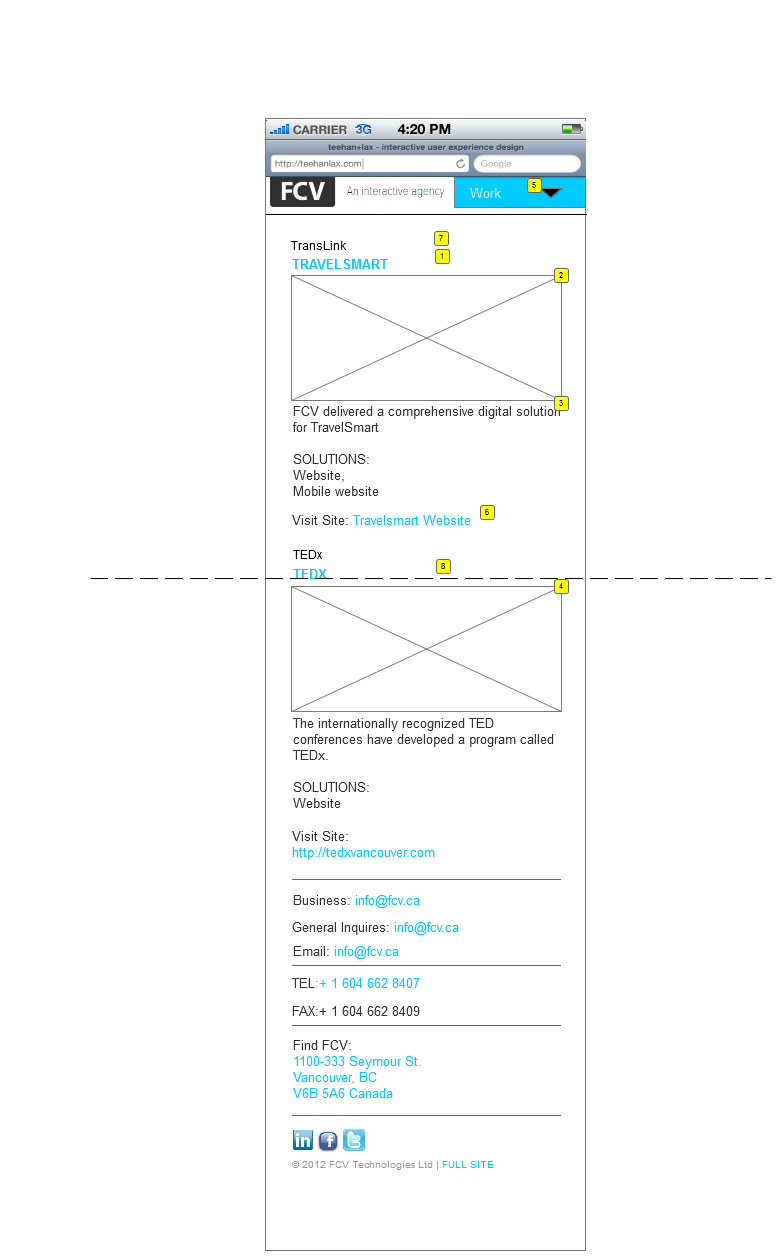 CARRIER 3G 4:20 PM
teehan+lax - interactive user experience design
http://teehanlax.com
Google
FCV An interactive agency Work 5
TransLink 7
TRAVELSMART 1
2
3
FCV delivered a comprehensive digital solution
for TravelSmart
SOLUTIONS:
Website,
Mobile website
Visit Site: Travelsmart Website 6
TEDx
TEDX 8
4
The internationally recognized TED
conferences have developed a program called
TEDx.
SOLUTIONS:
Website
Visit Site:
http://tedxvancouver.com
Business: info@fcv.ca
General Inquires: info@fcv.ca
Email: info@fcv.ca
TEL:+ 1 604 662 8407
FAX:+ 1 604 662 8409
Find FCV:
1100-333 Seymour St.
Vancouver, BC
V6B 5A6 Canada
in f t
© 2012 FCV Technologies Ltd |.FULL SITE